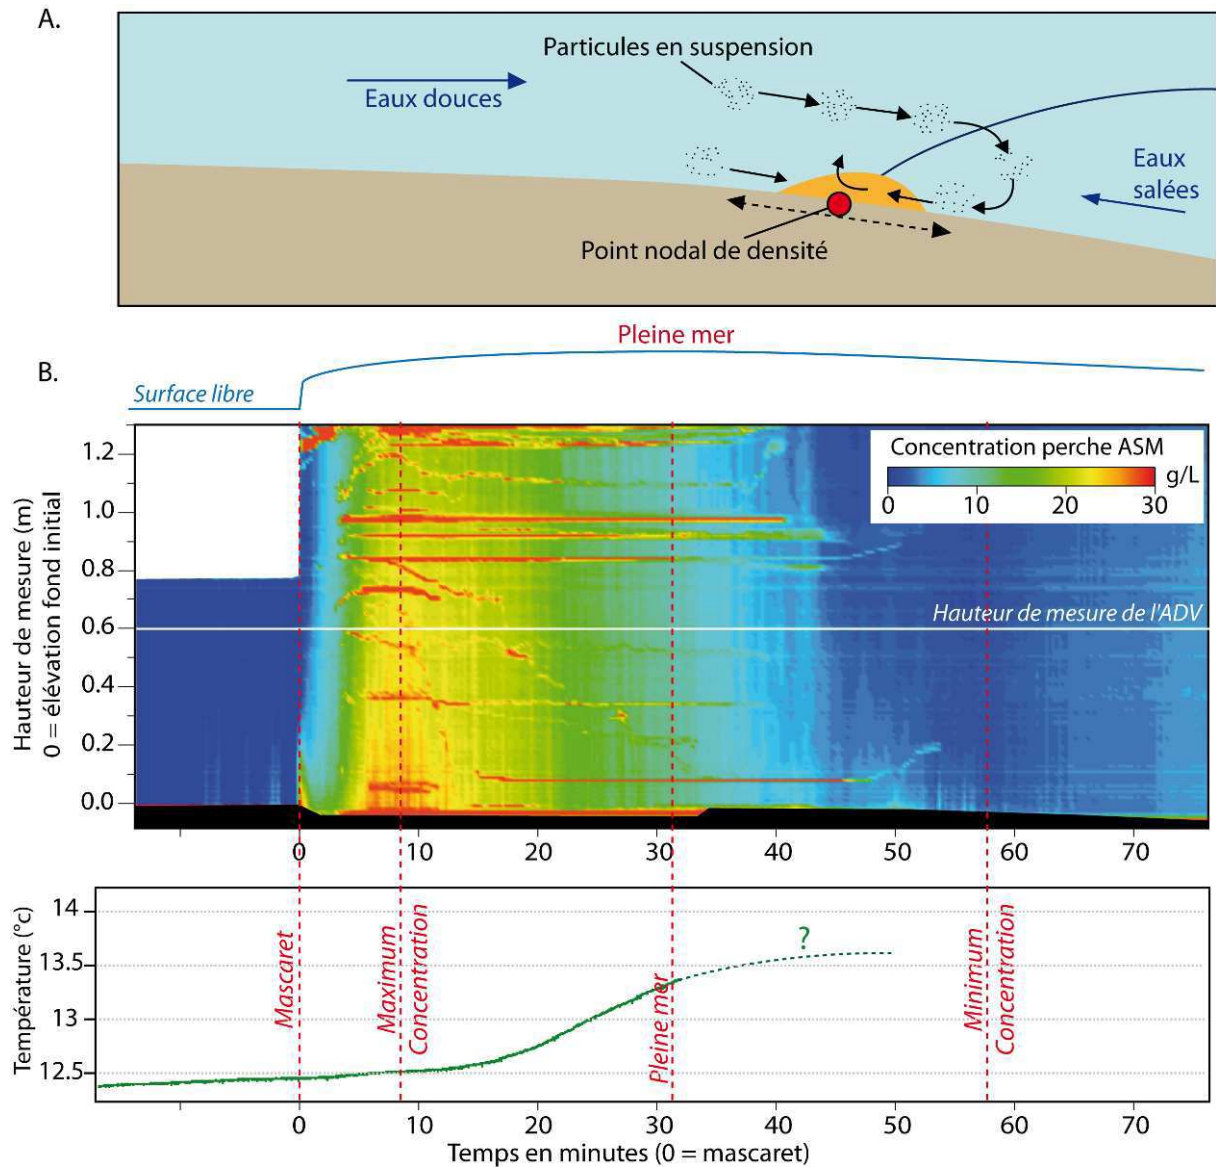 A.
Particules en suspension
Eaux douces
Eaux
salées
Point nodal de densité
Pleine mer
B.
Surface libre
Concentration perche ASM
g/L
0 10 20 30
Hauteur de mesure (m)
0 = élévation fond initial
1.2
1.0
0.8
0.6
0.4
0.2
0.0
Hauteur de mesure de l'ADV
0 10 20 30 40 50 60 70
Température (°c)
14
13.5
13
12.5
Mascaret
Maximum
Concentration
Pleine mer
?
Minimum
Concentration
0 10 20 30 40 50 60 70
Temps en minutes (0 = mascaret)